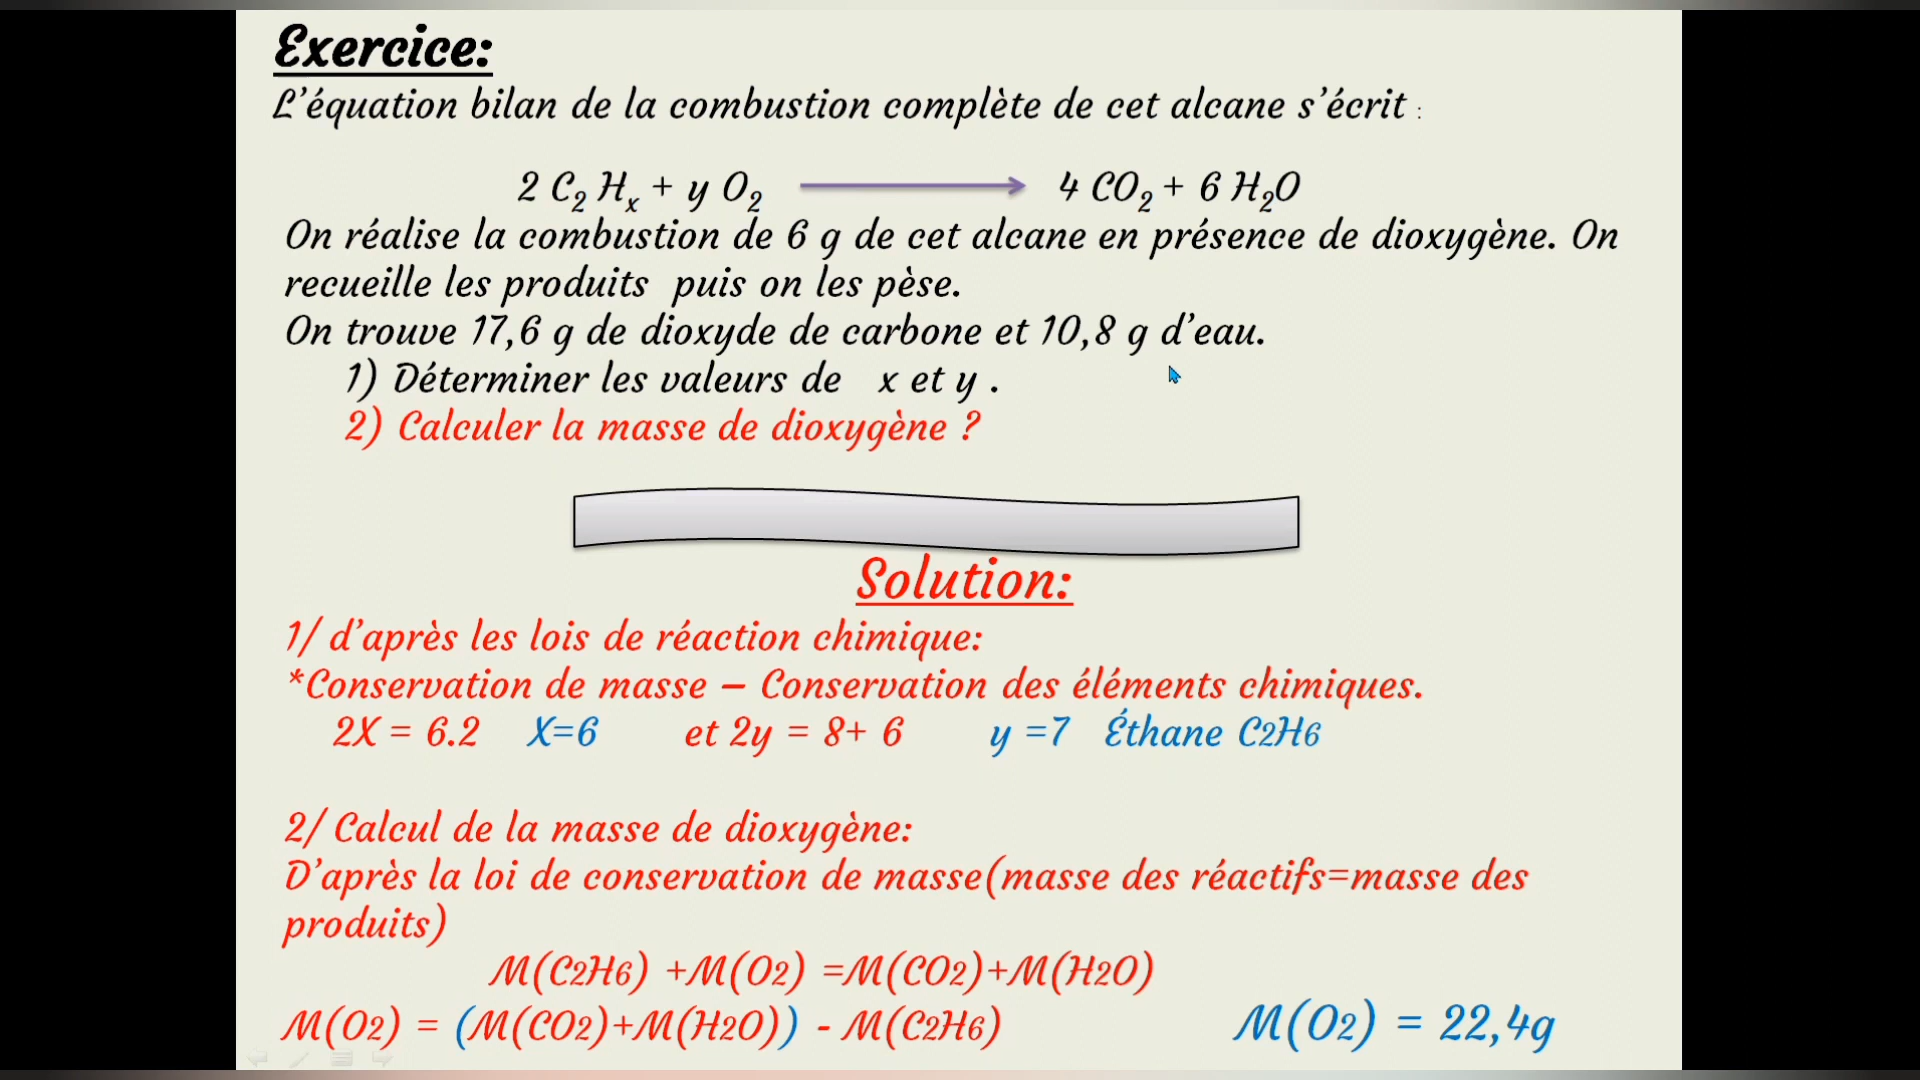 Exercice:
L'équation bilan de la combustion complète de cet alcane s'écrit :
2 C₂ Hₓ + y O₂ → 4 CO₂ + 6 H₂O
On réalise la combustion de 6 g de cet alcane en présence de dioxygène. On
recueille les produits puis on les pèse.
On trouve 17,6 g de dioxyde de carbone et 10,8 g d'eau.
1) Déterminer les valeurs de x et y .
2) Calculer la masse de dioxygène ?
Solution:
1/ d'après les lois de réaction chimique:
*Conservation de masse – Conservation des éléments chimiques.
2X = 6.2 X=6 et 2y = 8+ 6 y =7 Éthane C2H6
2/ Calcul de la masse de dioxygène:
D'après la loi de conservation de masse(masse des réactifs=masse des
produits)
M(C2H6) +M(O2) =M(CO2)+M(H2O)
M(O2) = (M(CO2)+M(H2O)) - M(C2H6) M(O2) = 22,4g